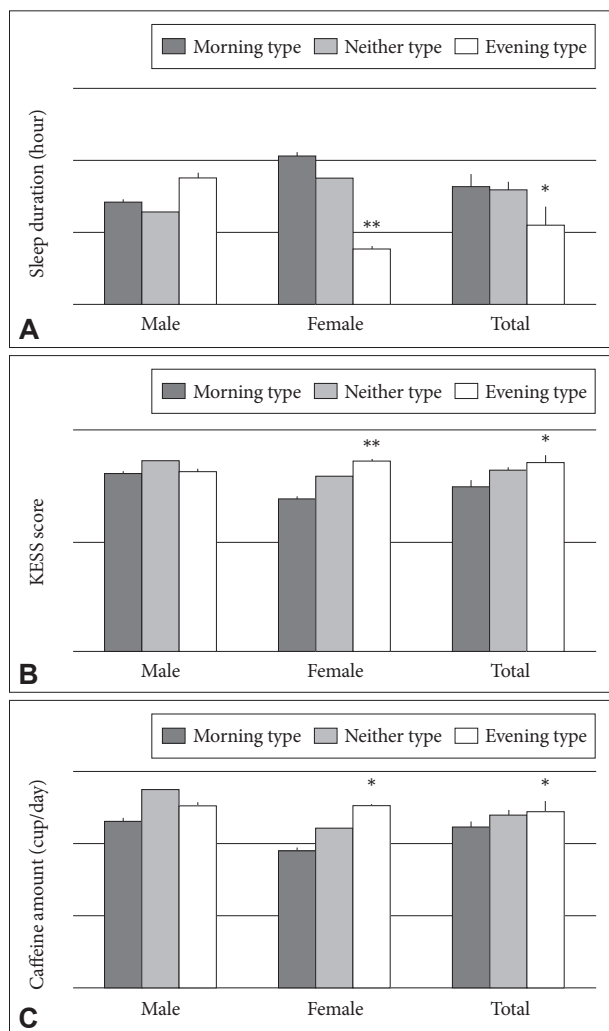 Morning type Neither type Evening type
Sleep duration (hour)
**
*
Male Female Total
A
Morning type Neither type Evening type
KESS score
**
*
Male Female Total
B
Morning type Neither type Evening type
Caffeine amount (cup/day)
* *
Male Female Total
C